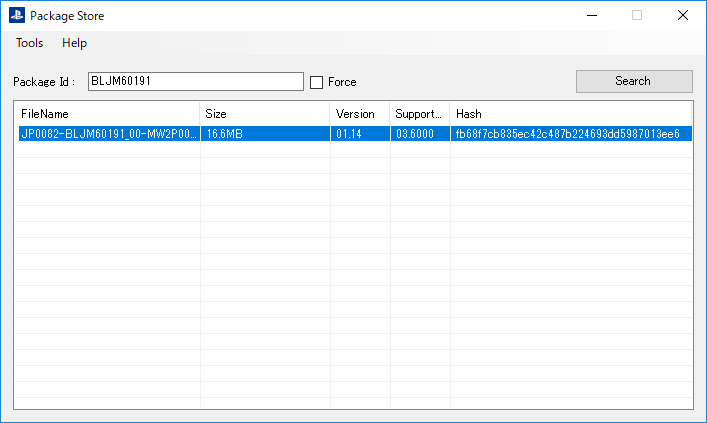 Package Store
Tools Help
Package Id : BLJM60191 Force Search
FileName Size Version Support... Hash
JP0082-BLJM60191_00-MW2P00... 16.6MB 01.14 03.6000 fb68f7cb835ec42c487b224693dd5987013ee6